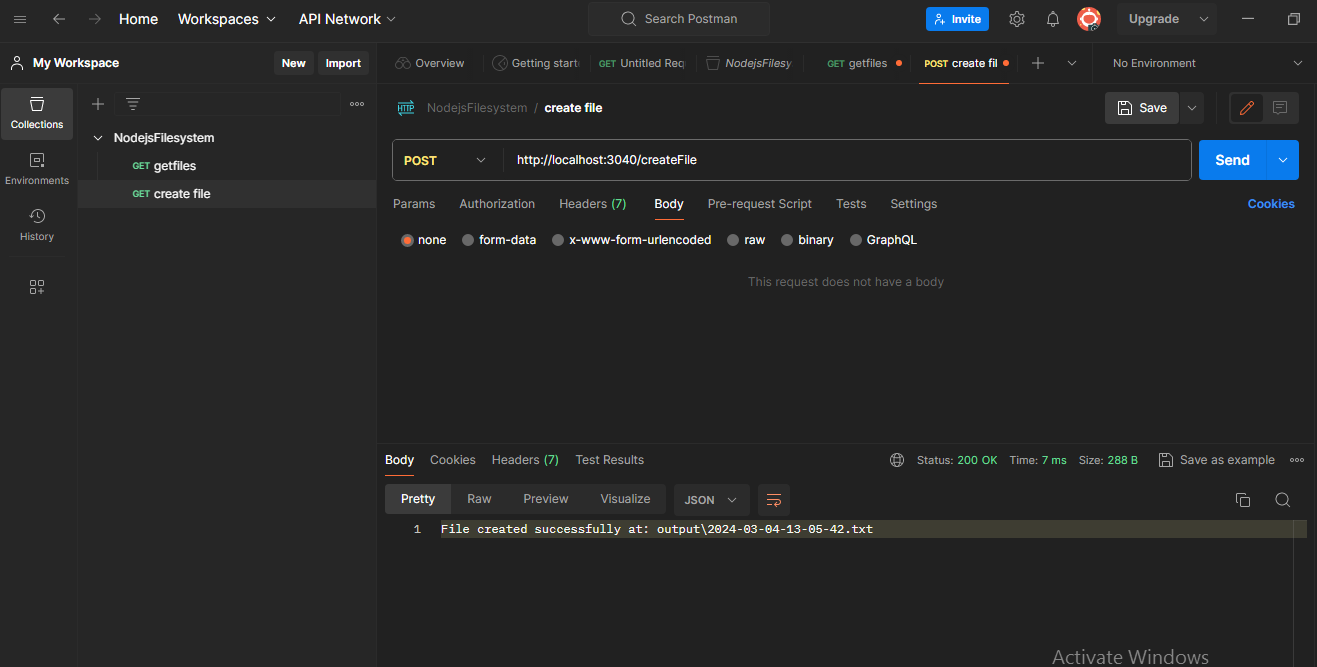 Home Workspaces API Network Search Postman Invite Upgrade
My Workspace New Import Overview Getting start GET Untitled Req NodejsFilesy GET getfiles POST create fil No Environment
Collections
Environments
History
NodejsFilesystem
GET getfiles
GET create file
HTTP NodejsFilesystem / create file Save
POST http://localhost:3040/createFile Send
Params Authorization Headers (7) Body Pre-request Script Tests Settings Cookies
none form-data x-www-form-urlencoded raw binary GraphQL
This request does not have a body
Body Cookies Headers (7) Test Results Status: 200 OK Time: 7 ms Size: 288 B Save as example
Pretty Raw Preview Visualize JSON
1 File created successfully at: output\2024-03-04-13-05-42.txt
Activate Windows